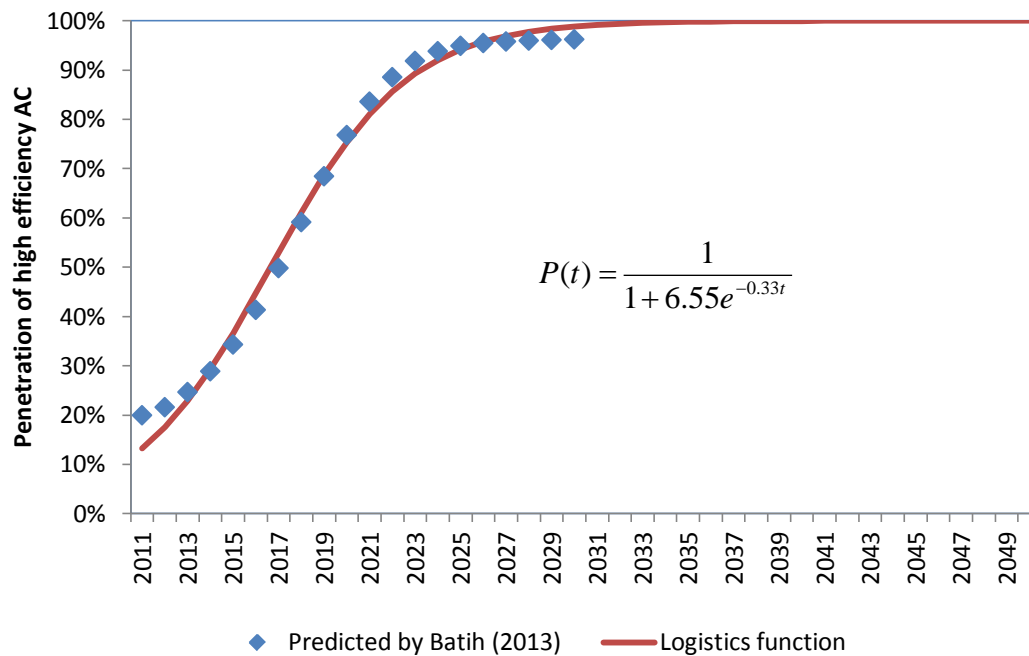 100%
90%
80%
70%
60%
50%
40%
30%
20%
10%
0%
Penetration of high efficiency AC
P(t) = 1 / (1 + 6.55e^{-0.33t})
2011 2013 2015 2017 2019 2021 2023 2025 2027 2029 2031 2033 2035 2037 2039 2041 2043 2045 2047 2049
Predicted by Batih (2013) Logistics function